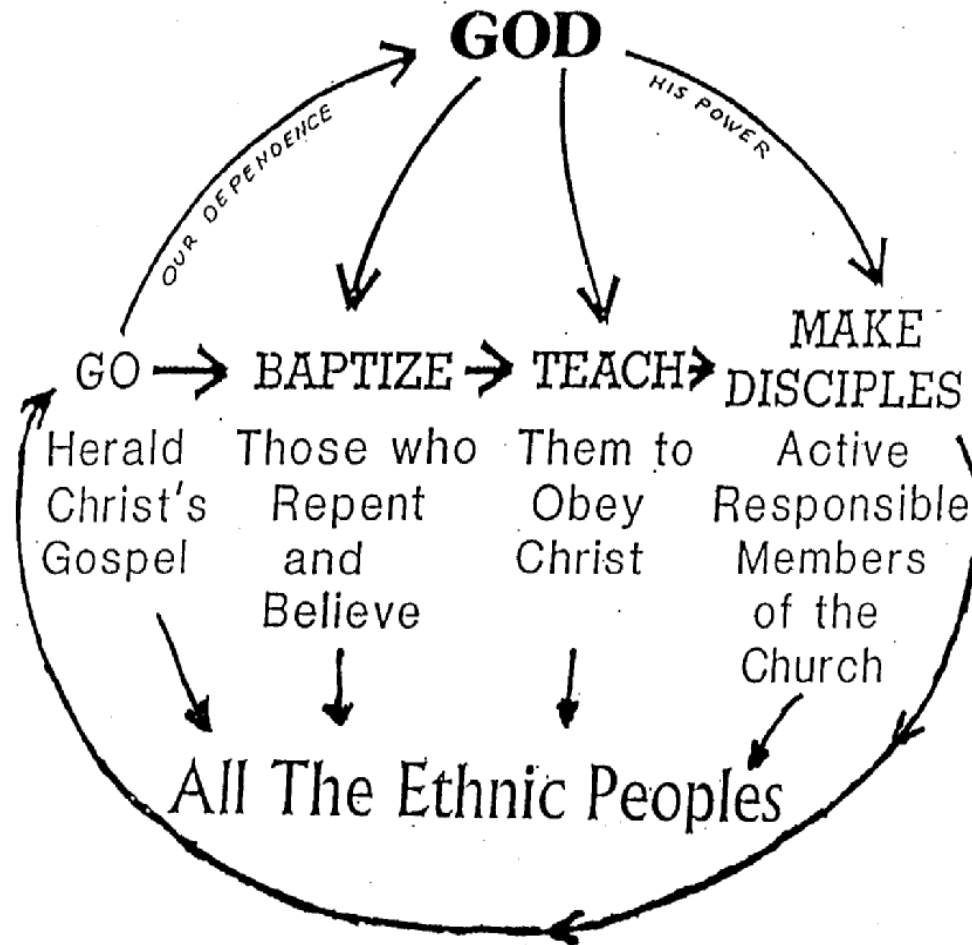 GOD
OUR DEPENDENCE
HIS POWER
GO
Herald
Christ's
Gospel
BAPTIZE
Those who
Repent
and
Believe
TEACH
Them to
Obey
Christ
MAKE
DISCIPLES
Active
Responsible
Members
of the
Church
All The Ethnic Peoples